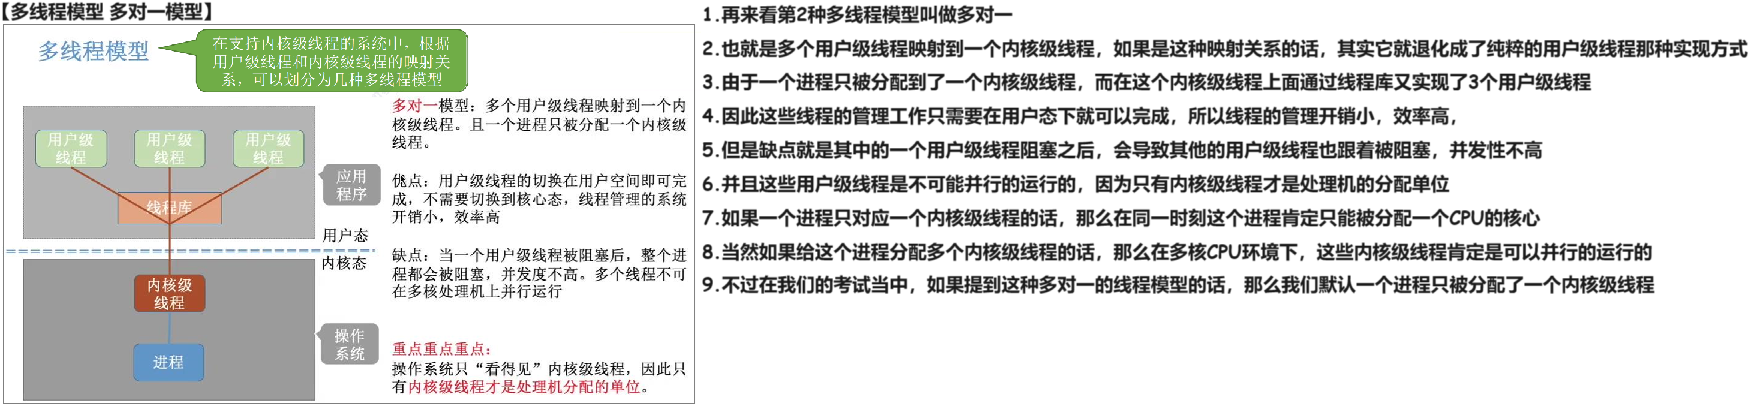 【多线程模型 多对一模型】
多线程模型
在支持内核级线程的系统中，根据
用户级线程和内核级线程的映射关
系，可以划分为几种多线程模型
用户级
线程
用户级
线程
用户级
线程
线程库
应用
程序
用户态
内核态
内核级
线程
进程
操作
系统
多对一模型：多个用户级线程映射到一个内
核级线程。且一个进程只被分配一个内核级
线程。
优点：用户级线程的切换在用户空间即可完
成，不需要切换到核心态，线程管理的系统
开销小，效率高
缺点：当一个用户级线程被阻塞后，整个进
程都会被阻塞，并发度不高。多个线程不可
在多核处理机上并行运行
重点重点重点：
操作系统只“看得见”内核级线程，因此只
有内核级线程才是处理机分配的单位。
1.再来看第2种多线程模型叫做多对一
2.也就是多个用户级线程映射到一个内核级线程，如果是这种映射关系的话，其实它就退化成了纯粹的用户级线程那种实现方式
3.由于一个进程只被分配到了一个内核级线程，而在这个内核级线程上面通过线程库又实现了3个用户级线程
4.因此这些线程的管理工作只需要在用户态下就可以完成，所以线程的管理开销小，效率高，
5.但是缺点就是其中的一个用户级线程阻塞之后，会导致其他的用户级线程也跟着被阻塞，并发性不高
6.并且这些用户级线程是不可能并行的运行的，因为只有内核级线程才是处理机的分配单位
7.如果一个进程只对应一个内核级线程的话，那么在同一时刻这个进程肯定只能被分配一个CPU的核心
8.当然如果给这个进程分配多个内核级线程的话，那么在多核CPU环境下，这些内核级线程肯定是可以并行的运行的
9.不过在我们的考试当中，如果提到这种多对一的线程模型的话，那么我们默认一个进程只被分配了一个内核级线程